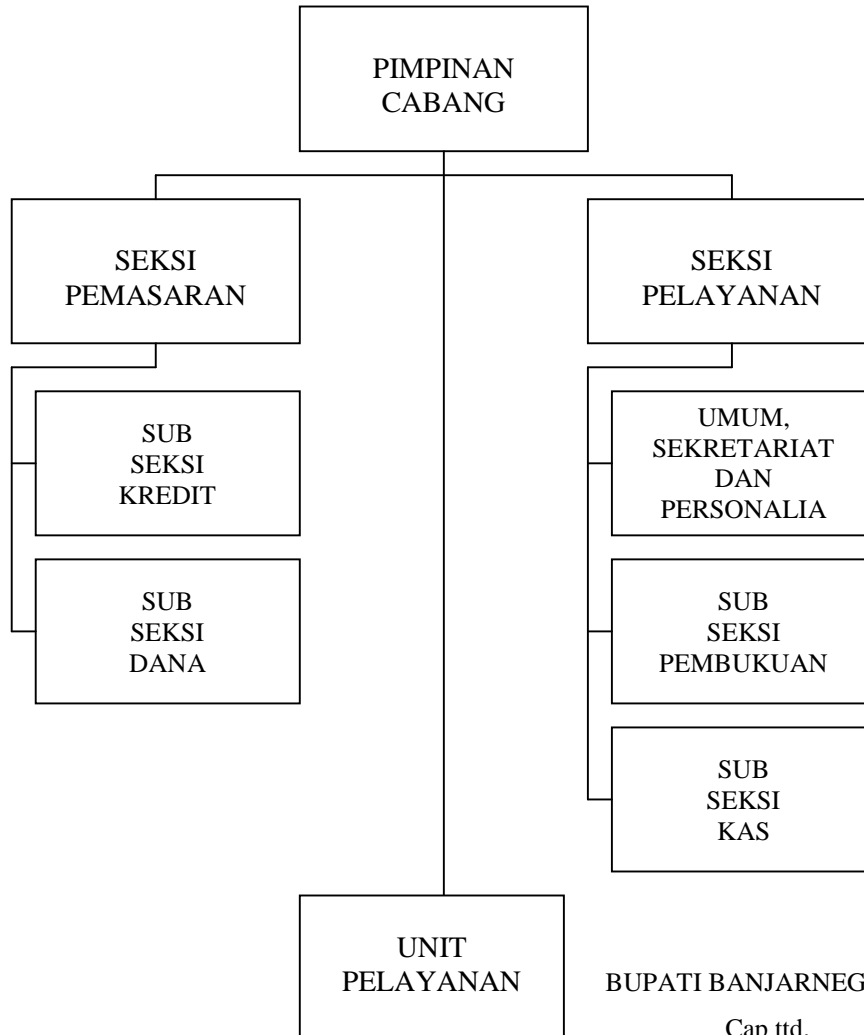 PIMPINAN
CABANG
SEKSI
PEMASARAN
SEKSI
PELAYANAN
SUB
SEKSI
KREDIT
UMUM,
SEKRETARIAT
DAN
PERSONALIA
SUB
SEKSI
DANA
SUB
SEKSI
PEMBUKUAN
SUB
SEKSI
KAS
UNIT
PELAYANAN
BUPATI BANJARNEG
Cap ttd.